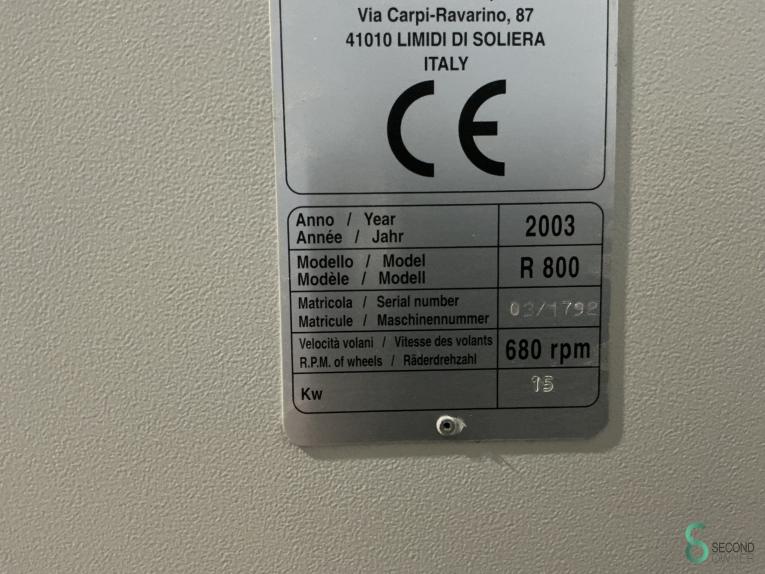 Via Carpi-Ravarino, 87
41010 LIMIDI DI SOLIERA
ITALY
CE
Anno / Year
Année / Jahr
2003
Modello / Model
Modèle / Modell
R 800
Matricola / Serial number
Matricule / Maschinennummer
03/1792
Velocità volani / Vitesse des volants
R.P.M. of wheels / Räderdrehzahl
680 rpm
Kw
15
SECOND
OWNER